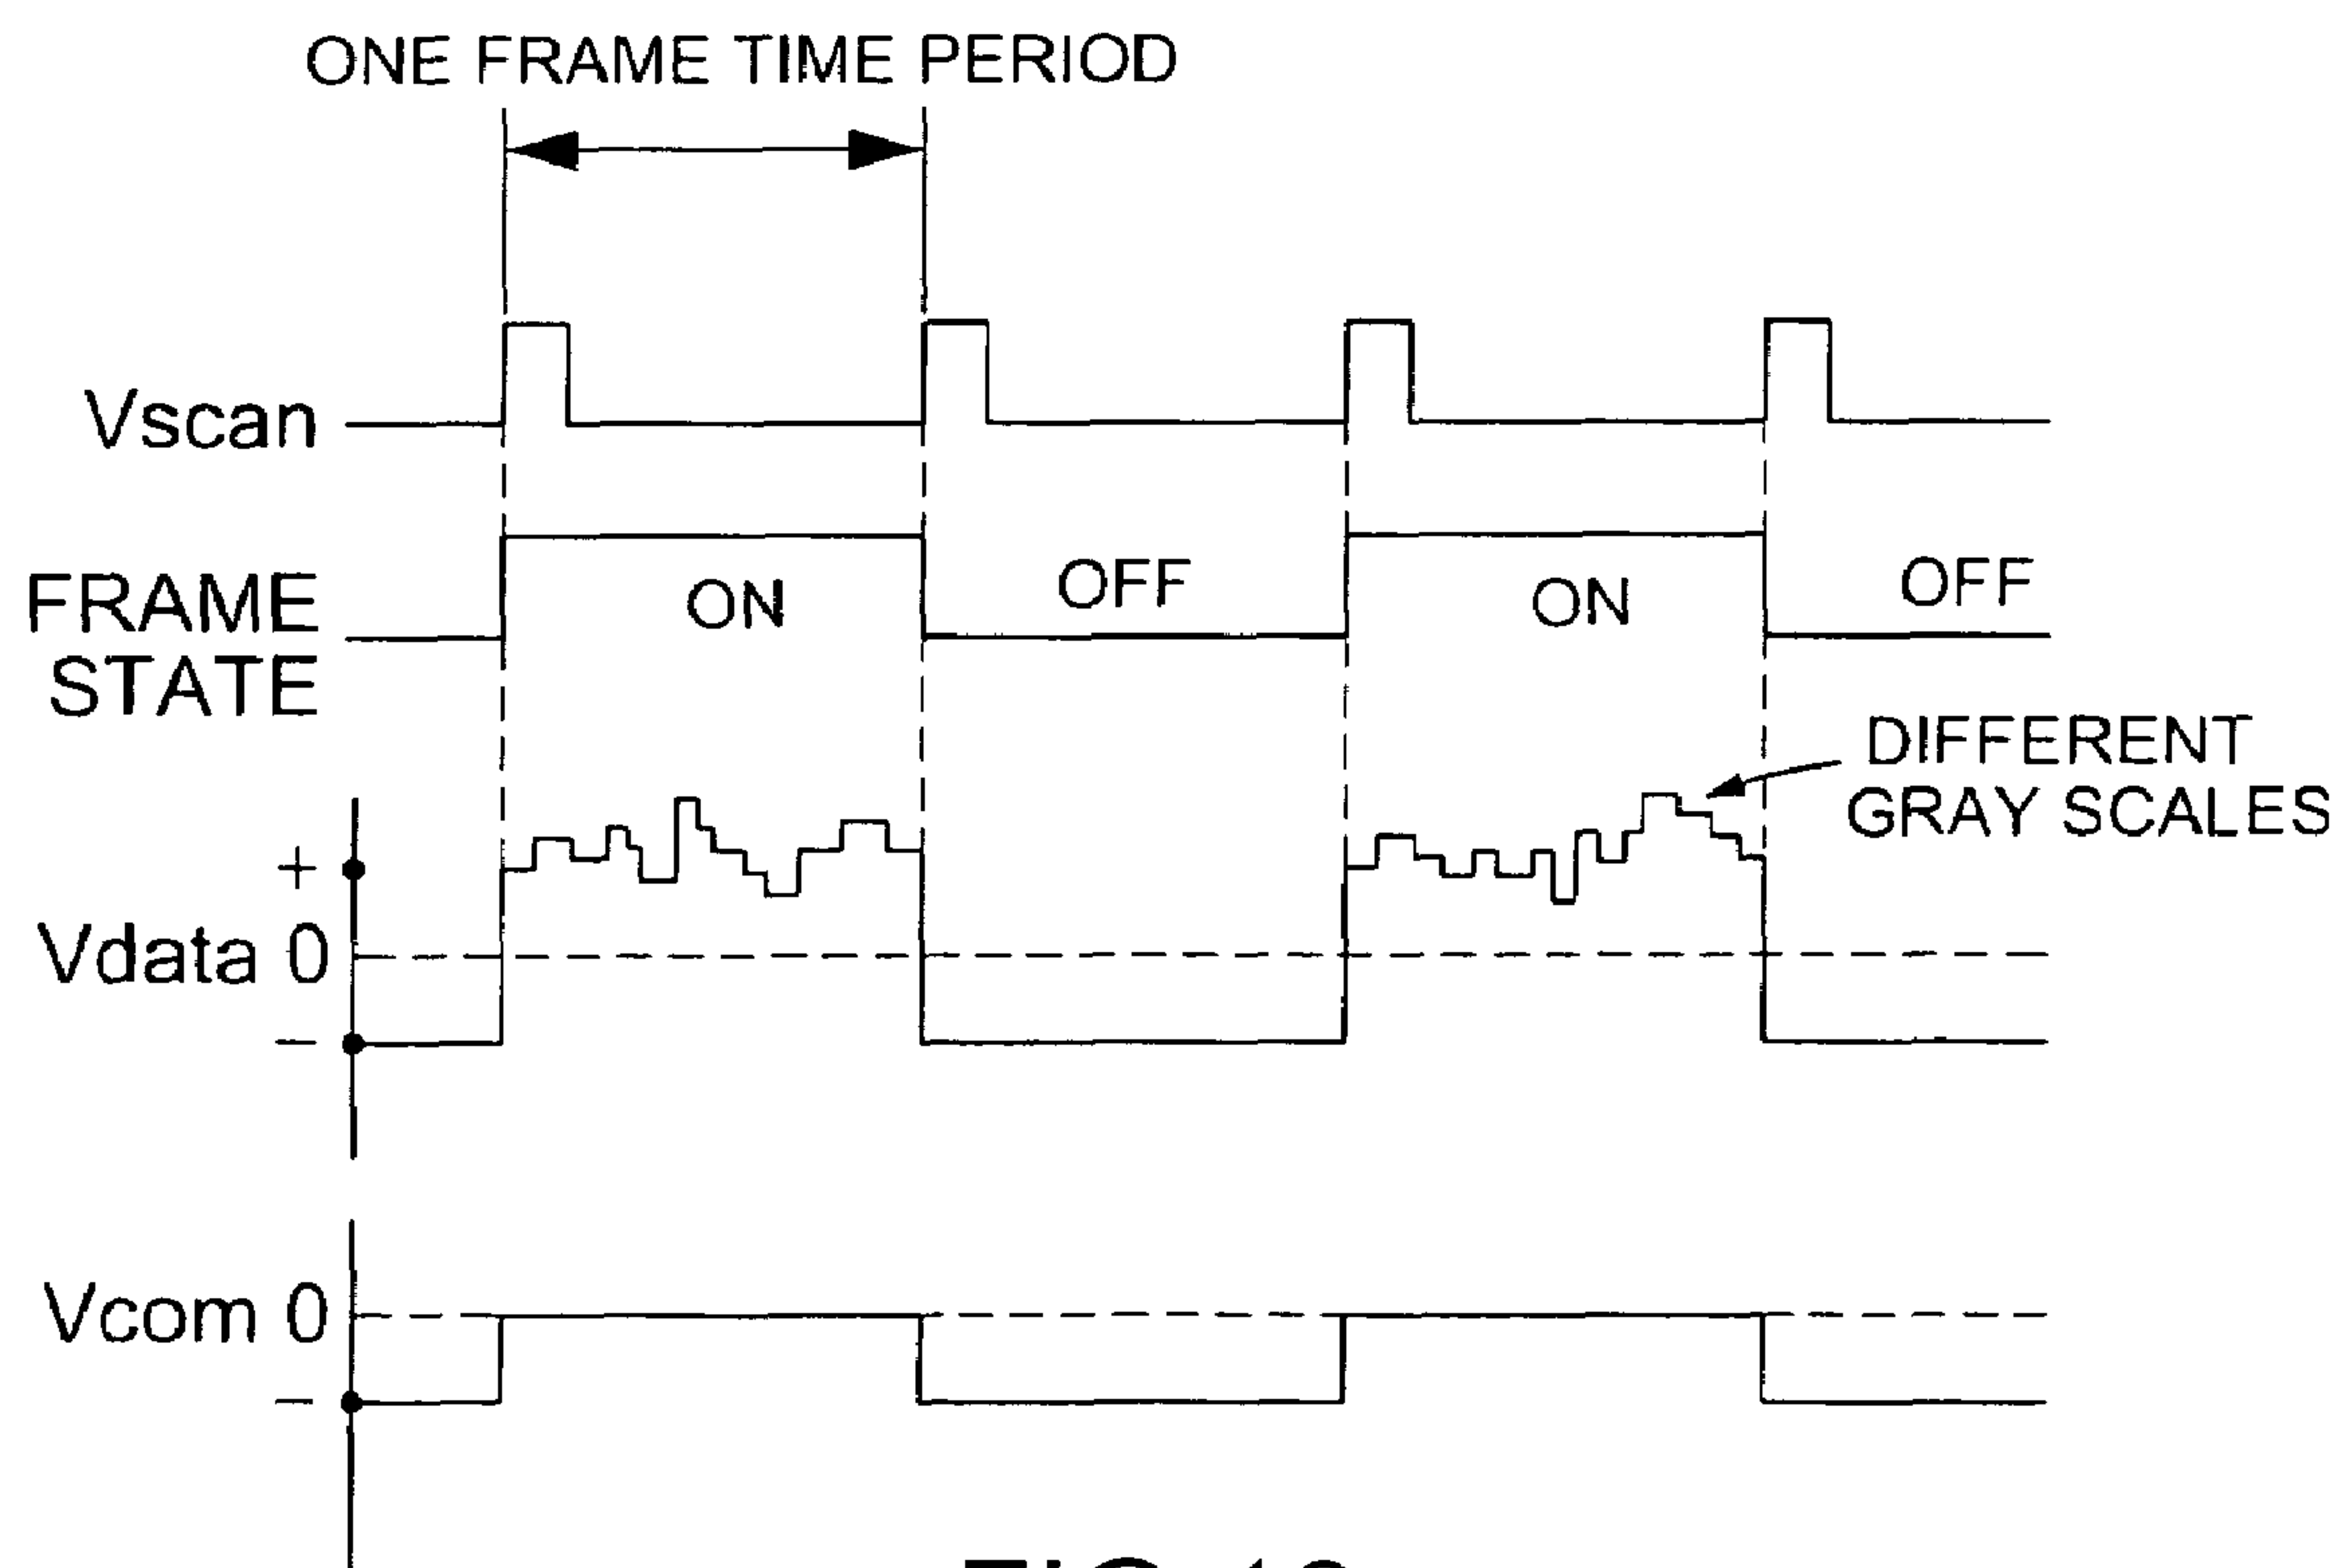 ONE FRAME TIME PERIOD
Vscan
FRAME
STATE
ON
OFF
ON
OFF
DIFFERENT
GRAY SCALES
+
Vdata 0
−
Vcom 0
−